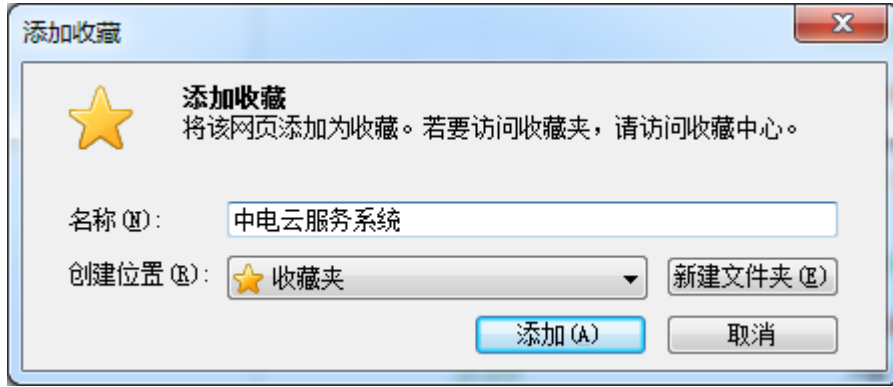 添加收藏
添加收藏
将该网页添加为收藏。若要访问收藏夹，请访问收藏中心。
名称(N)： 中电云服务系统
创建位置(R)： 收藏夹 新建文件夹(E)
添加(A) 取消